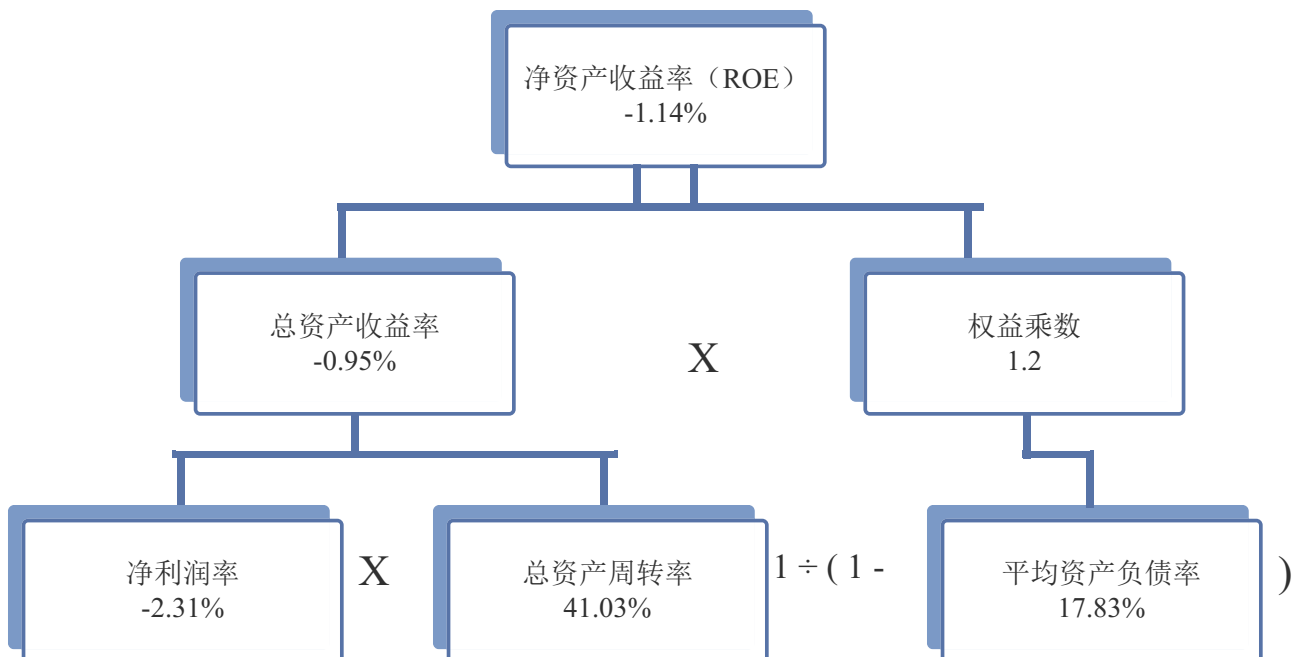 净资产收益率（ROE）
-1.14%
总资产收益率
-0.95%
X
权益乘数
1.2
净利润率
-2.31%
X
总资产周转率
41.03%
1 ÷ ( 1 -
平均资产负债率
17.83%
)